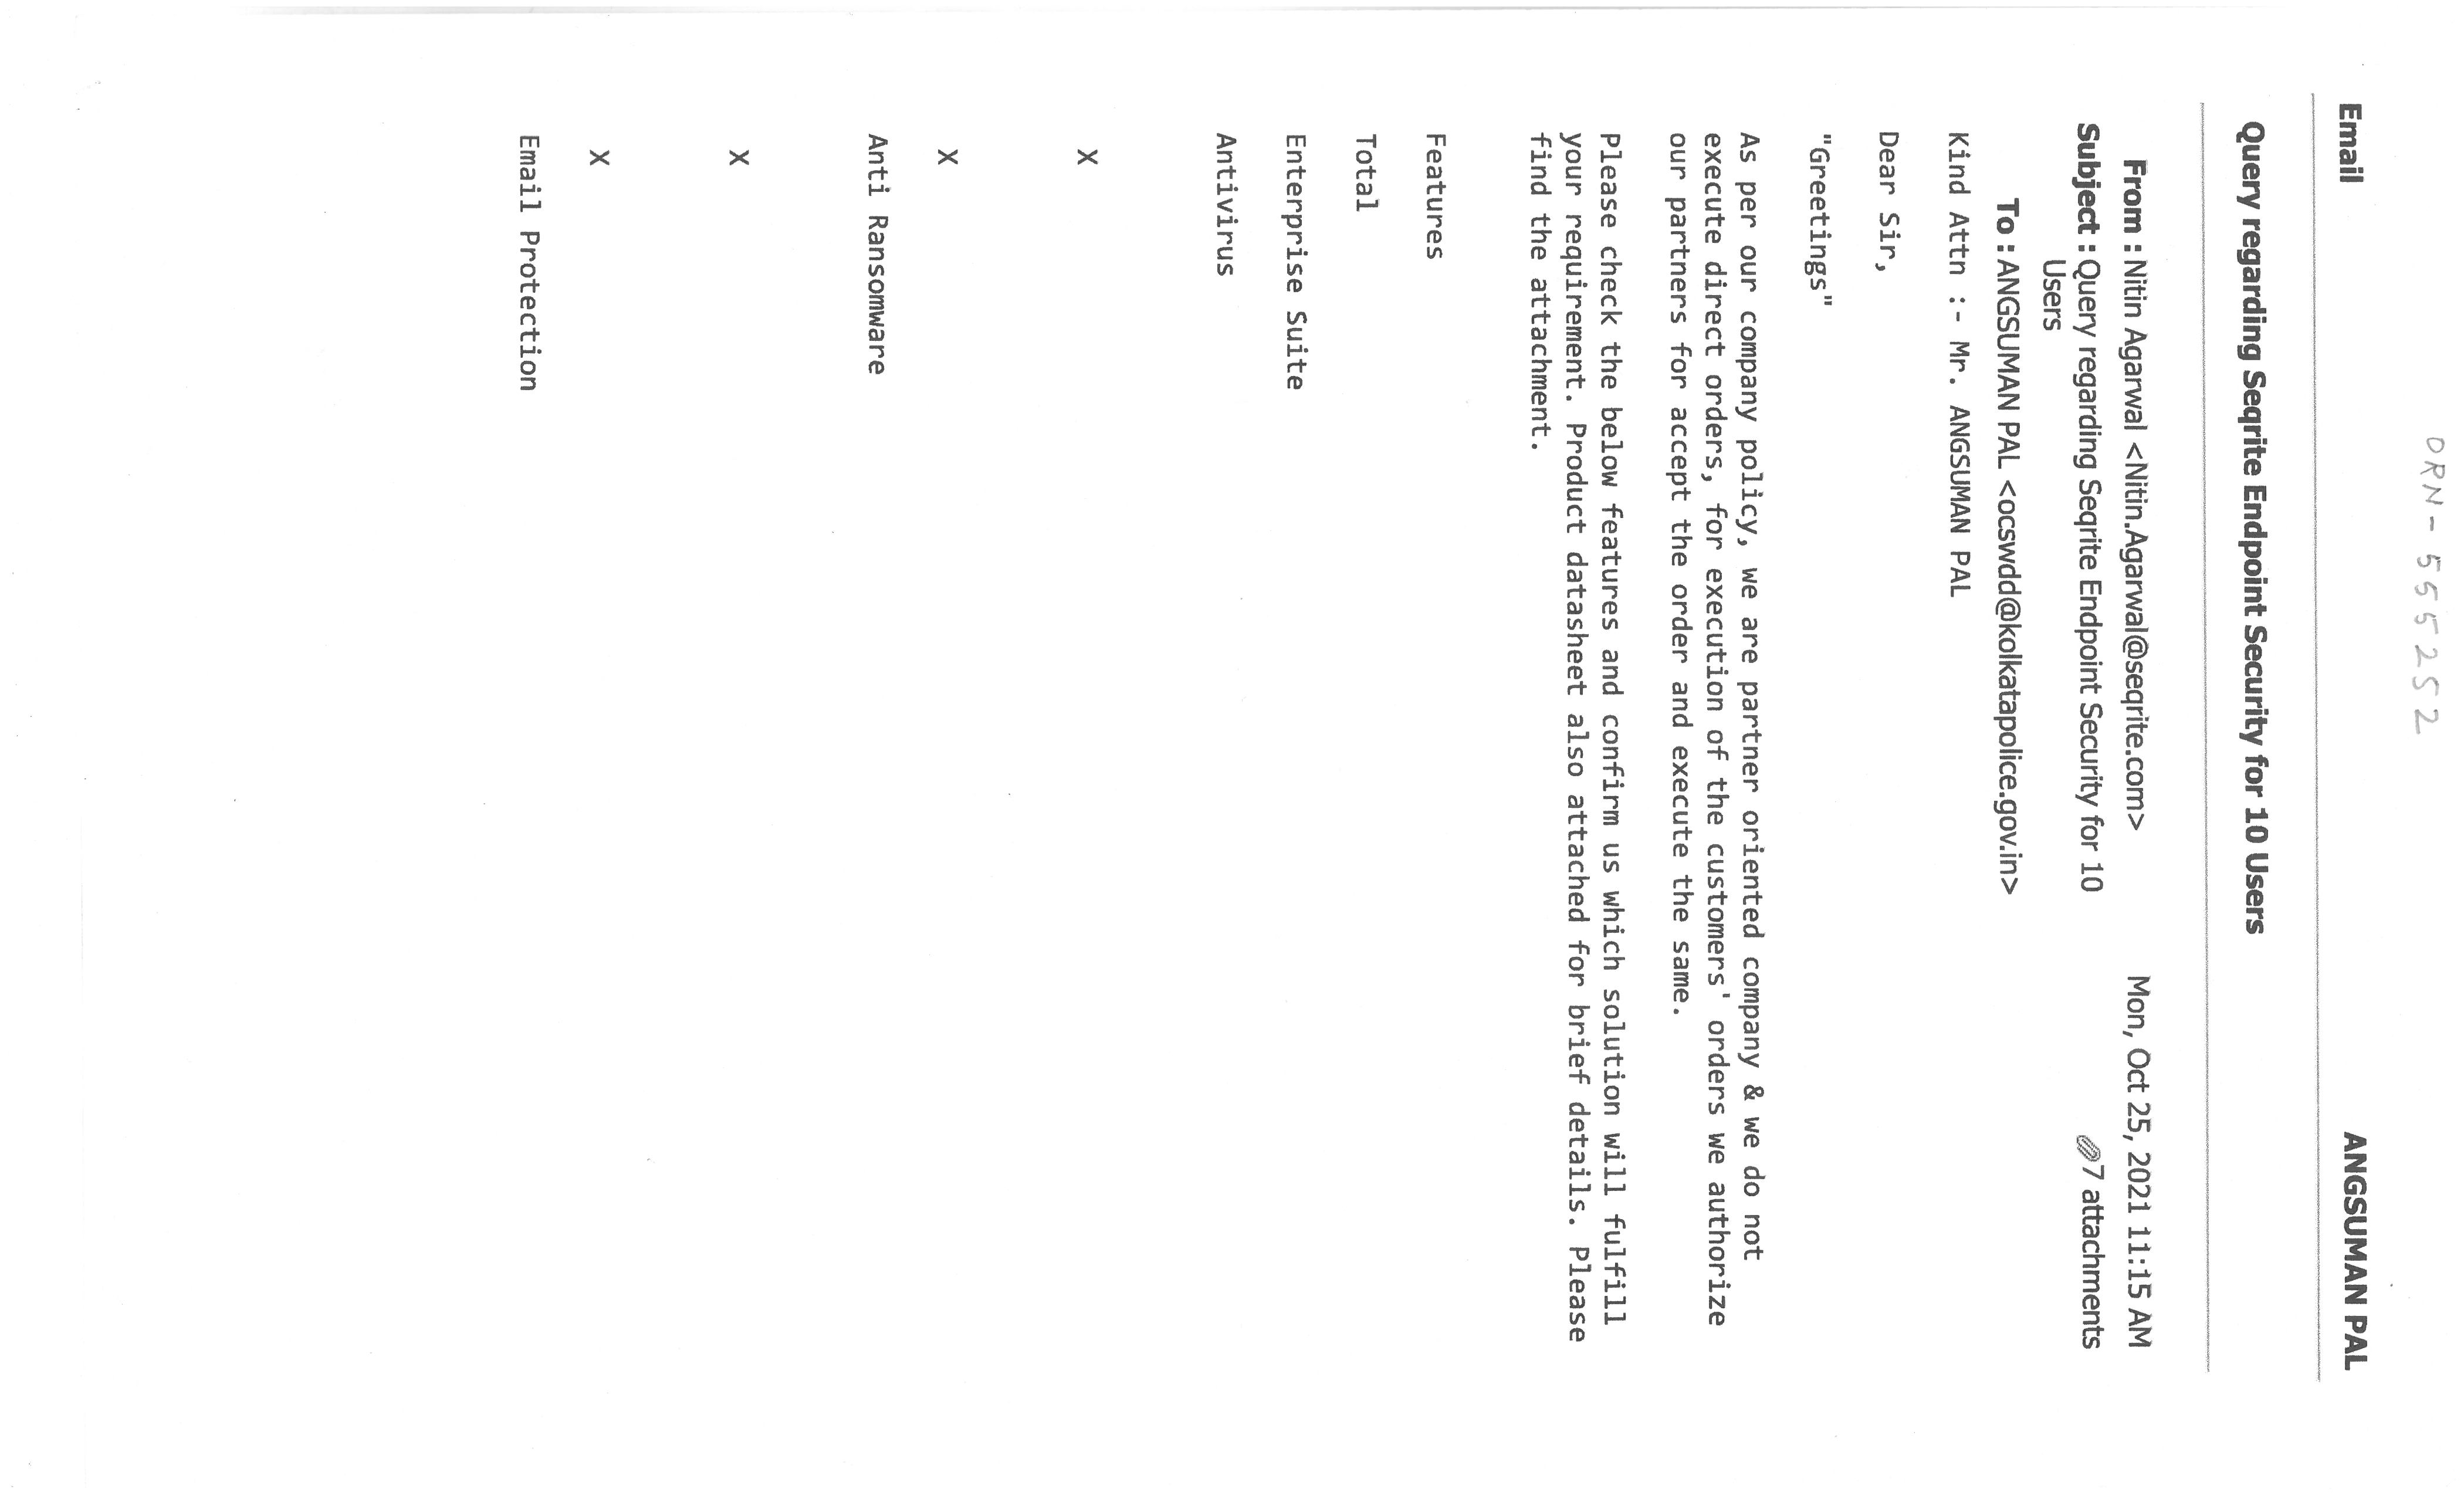 DRN - 555252
Email ANGSUMAN PAL
Query regarding Seqrite Endpoint Security for 10 Users
From : Nitin Agarwal <Nitin.Agarwal@seqrite.com> Mon, Oct 25, 2021 11:15 AM
Subject : Query regarding Seqrite Endpoint Security for 10 7 attachments
Users
To : ANGSUMAN PAL <ocswdd@kolkatapolice.gov.in>
Kind Attn :- Mr. ANGSUMAN PAL
Dear Sir,
"Greetings"
As per our company policy, we are partner oriented company & we do not
execute direct orders, for execution of the customers' orders we authorize
our partners for accept the order and execute the same.
Please check the below features and confirm us which solution will fulfill
your requirement. Product datasheet also attached for brief details. Please
find the attachment.
Features
Total
Enterprise Suite
Antivirus
X
X
Anti Ransomware
X
X
Email Protection